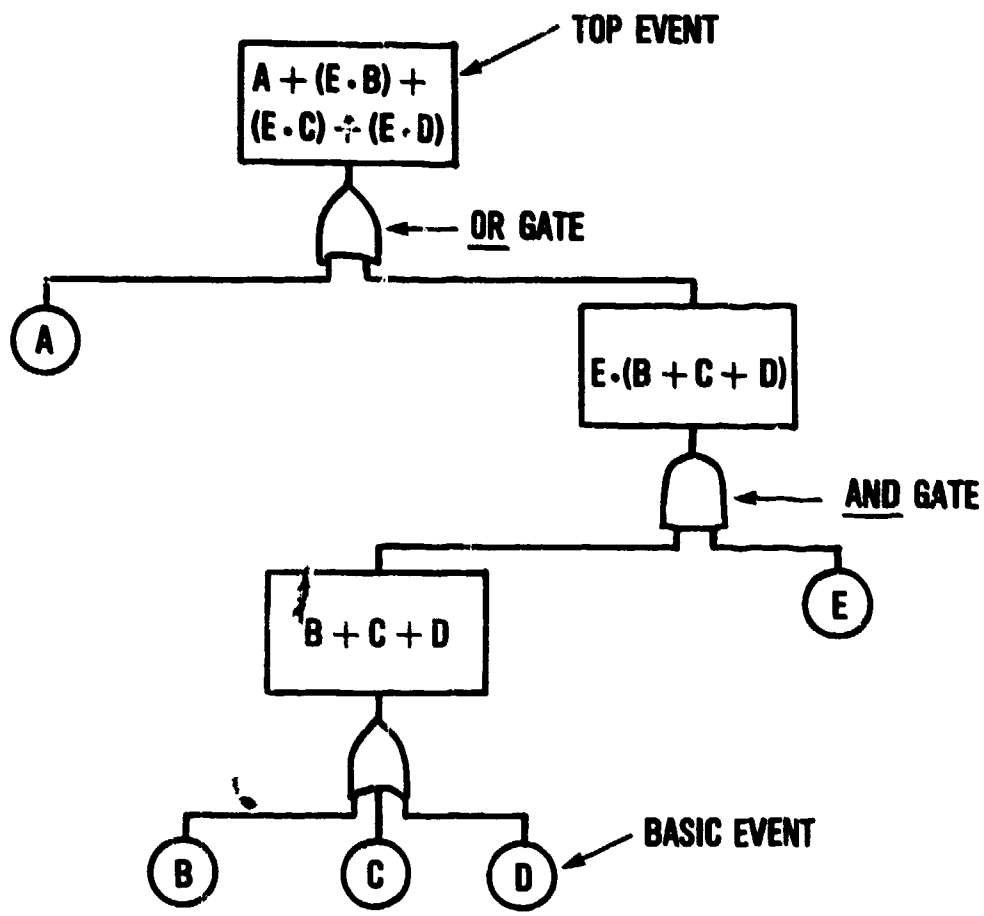 TOP EVENT
A + (E • B) +
(E • C) + (E • D)
OR GATE
A
E • (B + C + D)
AND GATE
B + C + D
E
BASIC EVENT
B
C
D